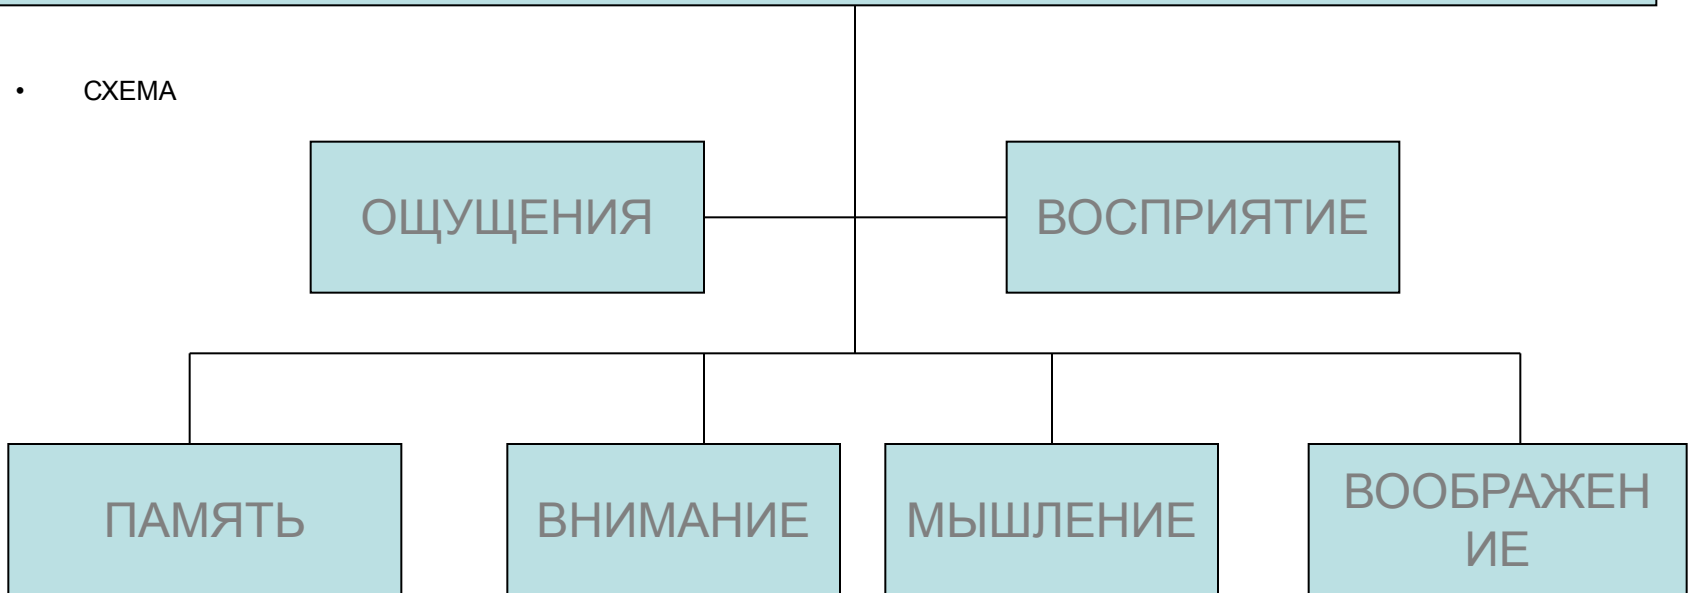 • СХЕМА
ОЩУЩЕНИЯ
ВОСПРИЯТИЕ
ПАМЯТЬ
ВНИМАНИЕ
МЫШЛЕНИЕ
ВООБРАЖЕН
ИЕ